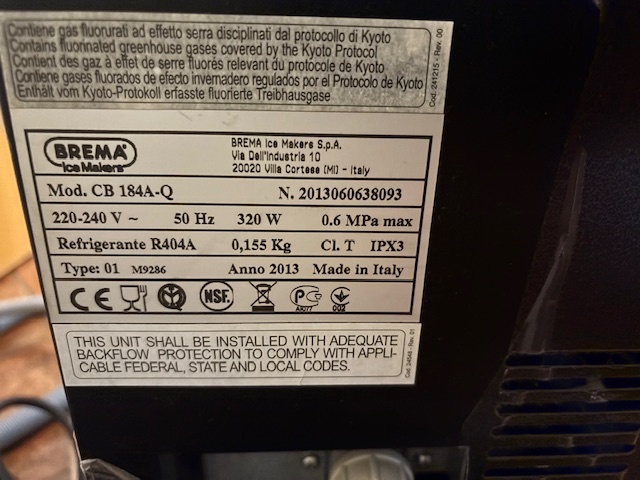 Contiene gas fluorurati ad effetto serra disciplinati dal protocollo di Kyoto
Contains fluorinated greenhouse gases covered by the Kyoto Protocol
Contient des gaz à effet de serre fluorés relevant du protocole de Kyoto
Contiene gases fluorados de efecto invernadero regulados por el Protocolo de Kyoto
Enthält vom Kyoto-Protokoll erfasste fluorierte Treibhausgase
Cod. 241215 - Rev. 00
BREMA
Ice Makers
BREMA Ice Makers S.p.A.
Via Dell'Industria 10
20020 Villa Cortese (MI) - Italy
Mod. CB 184A-Q N. 2013060638093
220-240 V ~ 50 Hz 320 W 0.6 MPa max
Refrigerante R404A 0,155 Kg Cl. T IPX3
Type: 01 M9286 Anno 2013 Made in Italy
CE NSF. PG 002
THIS UNIT SHALL BE INSTALLED WITH ADEQUATE
BACKFLOW PROTECTION TO COMPLY WITH APPLI-
CABLE FEDERAL, STATE AND LOCAL CODES.